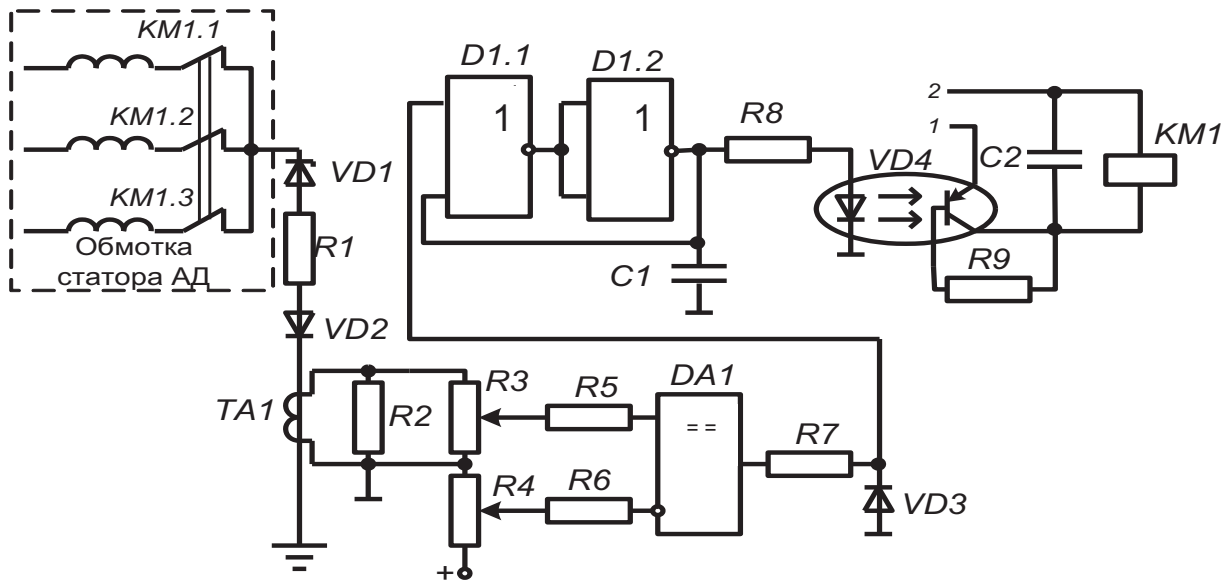 KM1.1
KM1.2
KM1.3
Обмотка
статора АД
VD1
R1
VD2
TA1
R2
R3
R4
+
R5
R6
DA1
==
R7
VD3
D1.1
1
D1.2
1
R8
C1
VD4
2
1
C2
KM1
R9